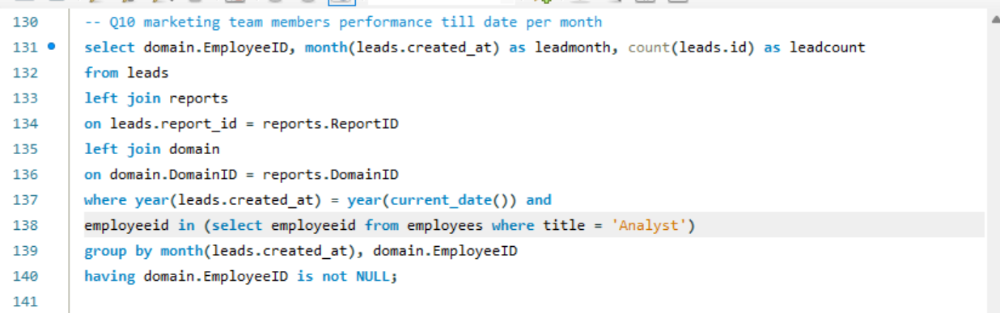 130 -- Q10 marketing team members performance till date per month
131 select domain.EmployeeID, month(leads.created_at) as leadmonth, count(leads.id) as leadcount
132 from leads
133 left join reports
134 on leads.report_id = reports.ReportID
135 left join domain
136 on domain.DomainID = reports.DomainID
137 where year(leads.created_at) = year(current_date()) and
138 employeeid in (select employeeid from employees where title = 'Analyst')
139 group by month(leads.created_at), domain.EmployeeID
140 having domain.EmployeeID is not NULL;
141